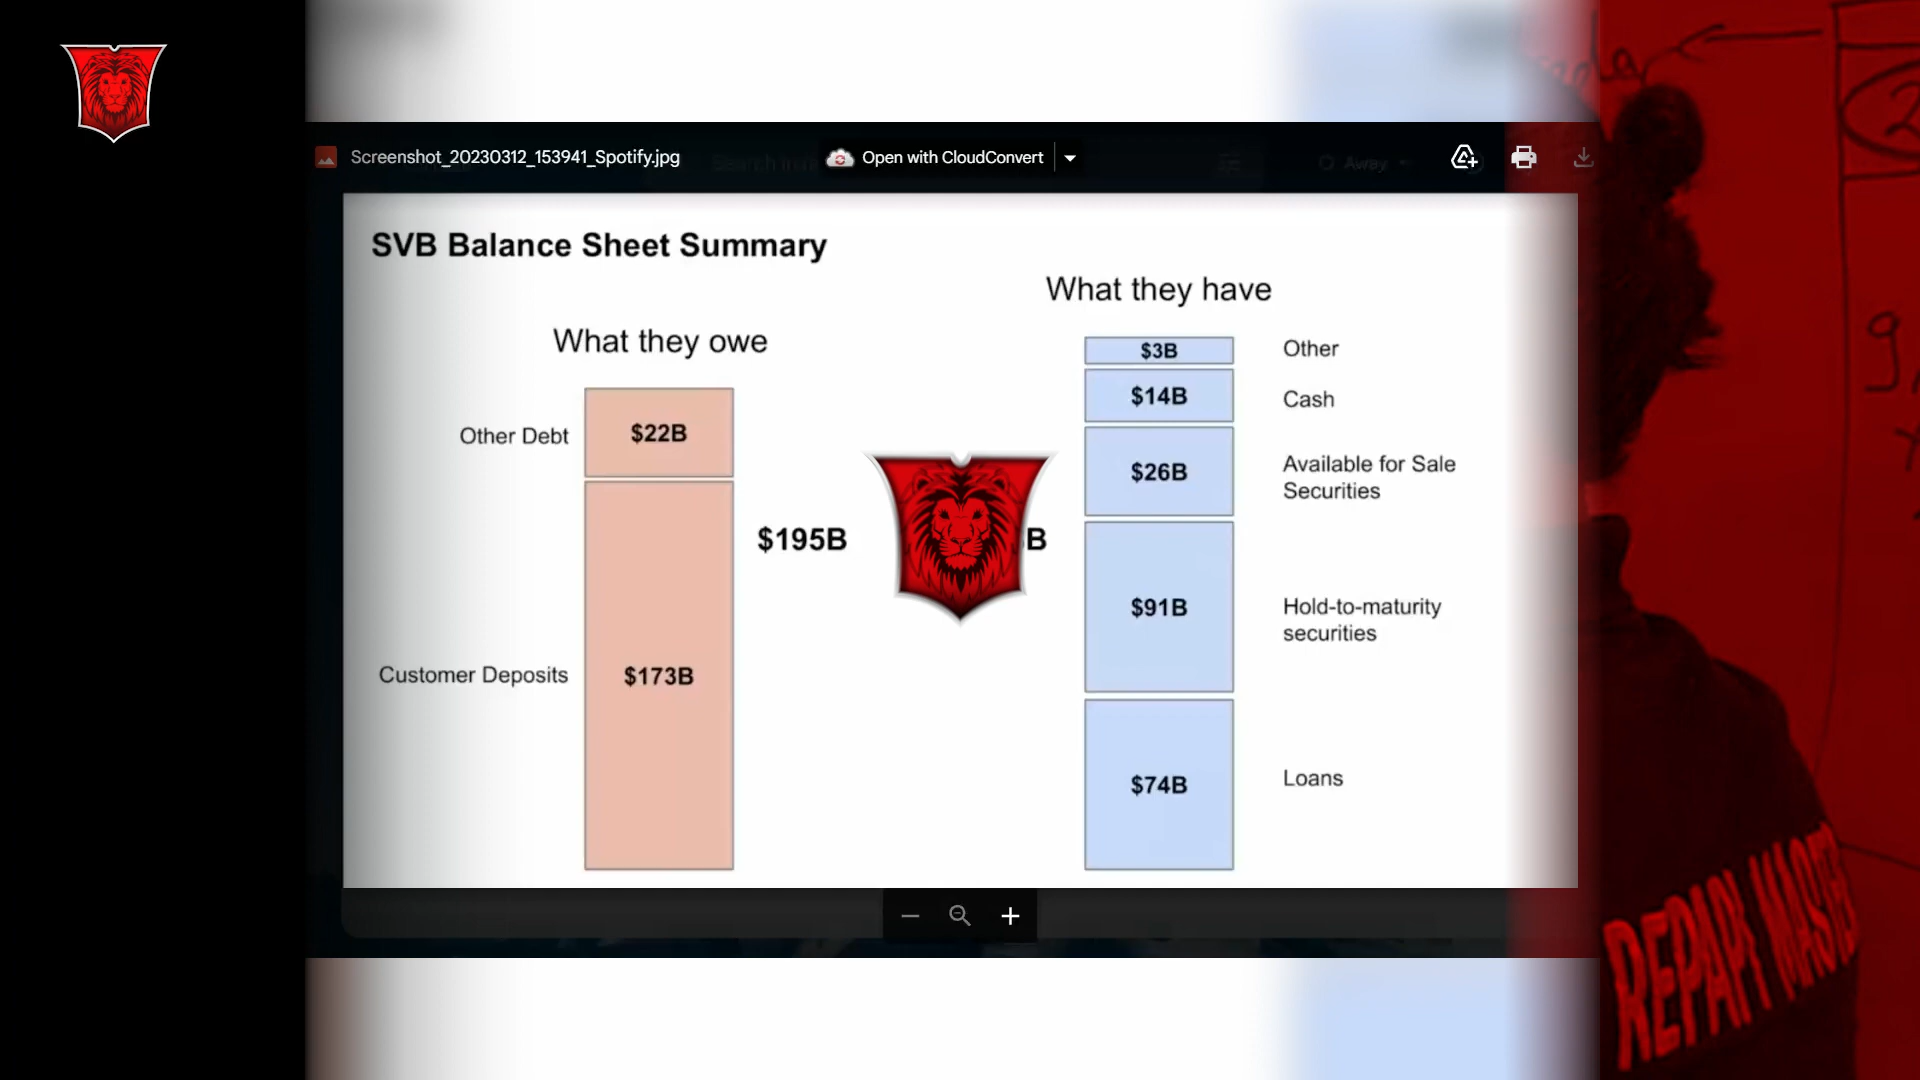 Screenshot_20230312_153941_Spotify.jpg
Open with CloudConvert
Away
SVB Balance Sheet Summary
What they have
What they owe
$3B
Other
$14B
Cash
Other Debt
$22B
$26B
Available for Sale
Securities
$195B
B
$91B
Hold-to-maturity
securities
Customer Deposits
$173B
$74B
Loans
REPAPI MASTER